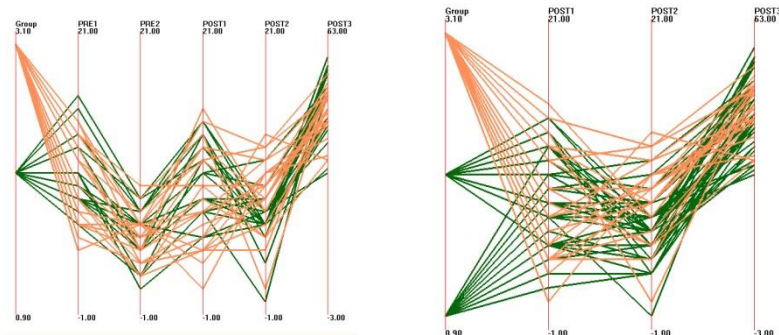 Group PRE1 PRE2 POST1 POST2 POST3
3.10 21.00 21.00 21.00 21.00 63.00
0.90 -1.00 -1.00 -1.00 -1.00 -3.00
Group POST1 POST2 POST3
3.10 21.00 21.00 63.00
0.90 -1.00 -1.00 -3.00